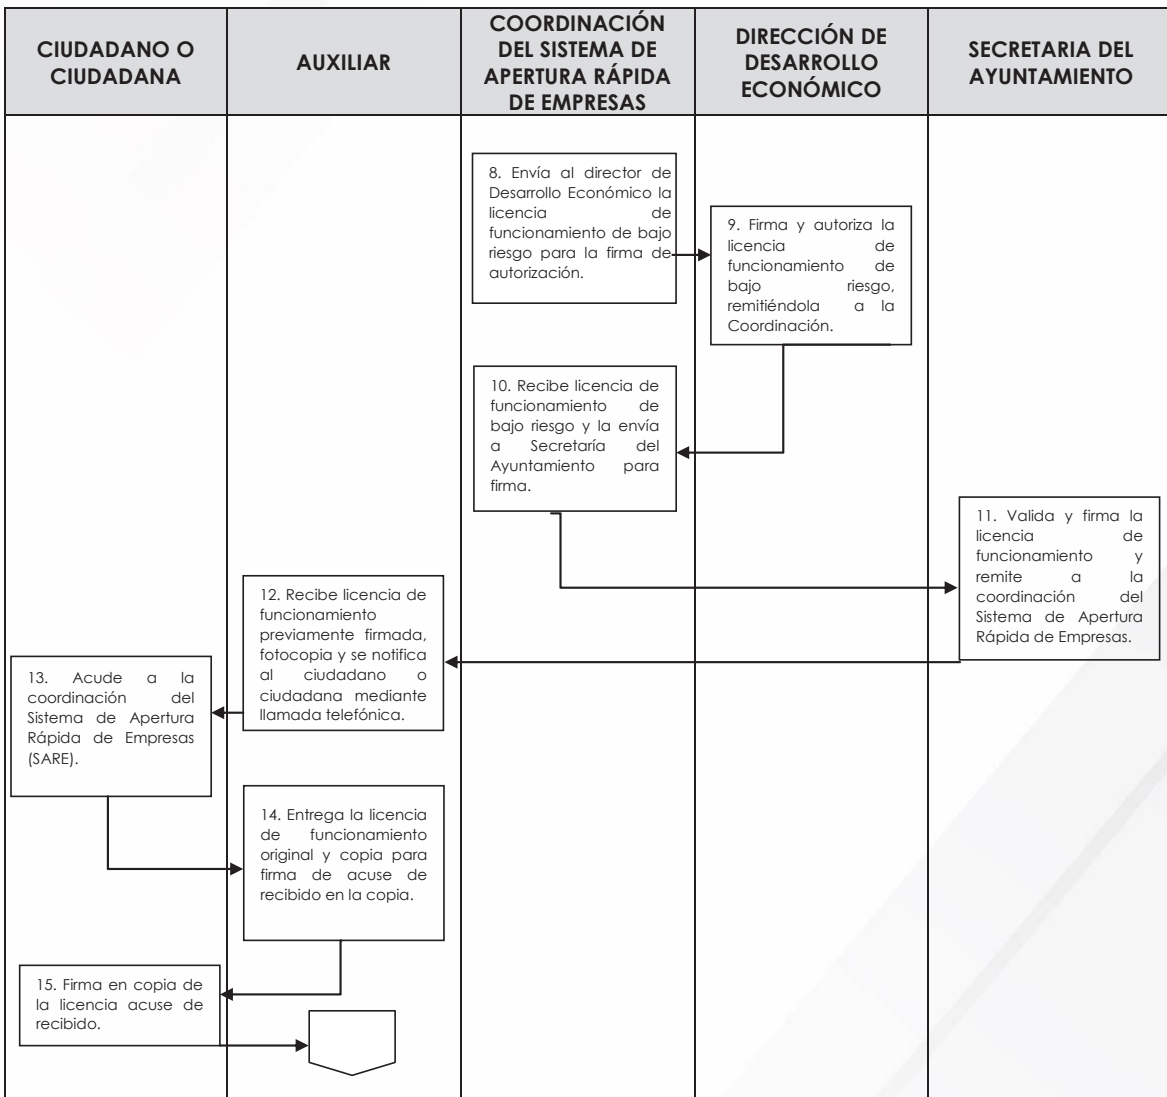 CIUDADANO O
CIUDADANA
AUXILIAR
COORDINACIÓN
DEL SISTEMA DE
APERTURA RÁPIDA
DE EMPRESAS
DIRECCIÓN DE
DESARROLLO
ECONÓMICO
SECRETARIA DEL
AYUNTAMIENTO
8. Envía al director de
Desarrollo Económico la
licencia de
funcionamiento de bajo
riesgo para la firma de
autorización.
9. Firma y autoriza la
licencia de
funcionamiento de
bajo riesgo,
remitiéndola a la
Coordinación.
10. Recibe licencia de
funcionamiento de
bajo riesgo y la envía
a Secretaría del
Ayuntamiento para
firma.
11. Valida y firma la
licencia de
funcionamiento y
remite a la
coordinación del
Sistema de Apertura
Rápida de Empresas.
12. Recibe licencia de
funcionamiento
previamente firmada,
fotocopia y se notifica
al ciudadano o
ciudadana mediante
llamada telefónica.
13. Acude a la
coordinación del
Sistema de Apertura
Rápida de Empresas
(SARE).
14. Entrega la licencia
de funcionamiento
original y copia para
firma de acuse de
recibido en la copia.
15. Firma en copia de
la licencia acuse de
recibido.